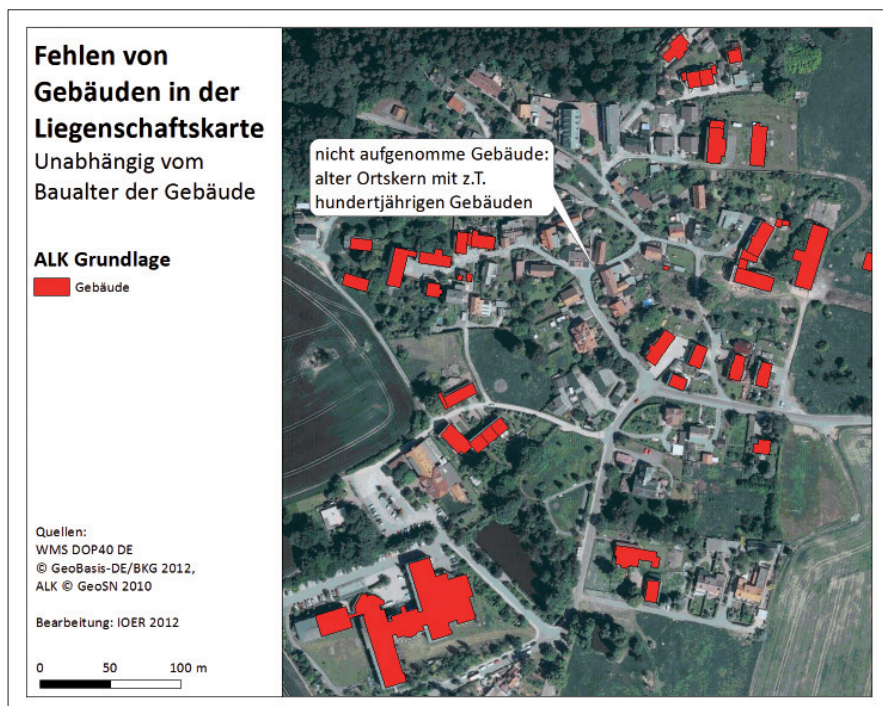 Fehlen von
Gebäuden in der
Liegenschaftskarte
Unabhängig vom
Baualter der Gebäude
ALK Grundlage
Gebäude
nicht aufgenomme Gebäude:
alter Ortskern mit z.T.
hundertjährigen Gebäuden
Quellen:
WMS DOP40 DE
© GeoBasis-DE/BKG 2012,
ALK © GeoSN 2010
Bearbeitung: IOER 2012
0 50 100 m